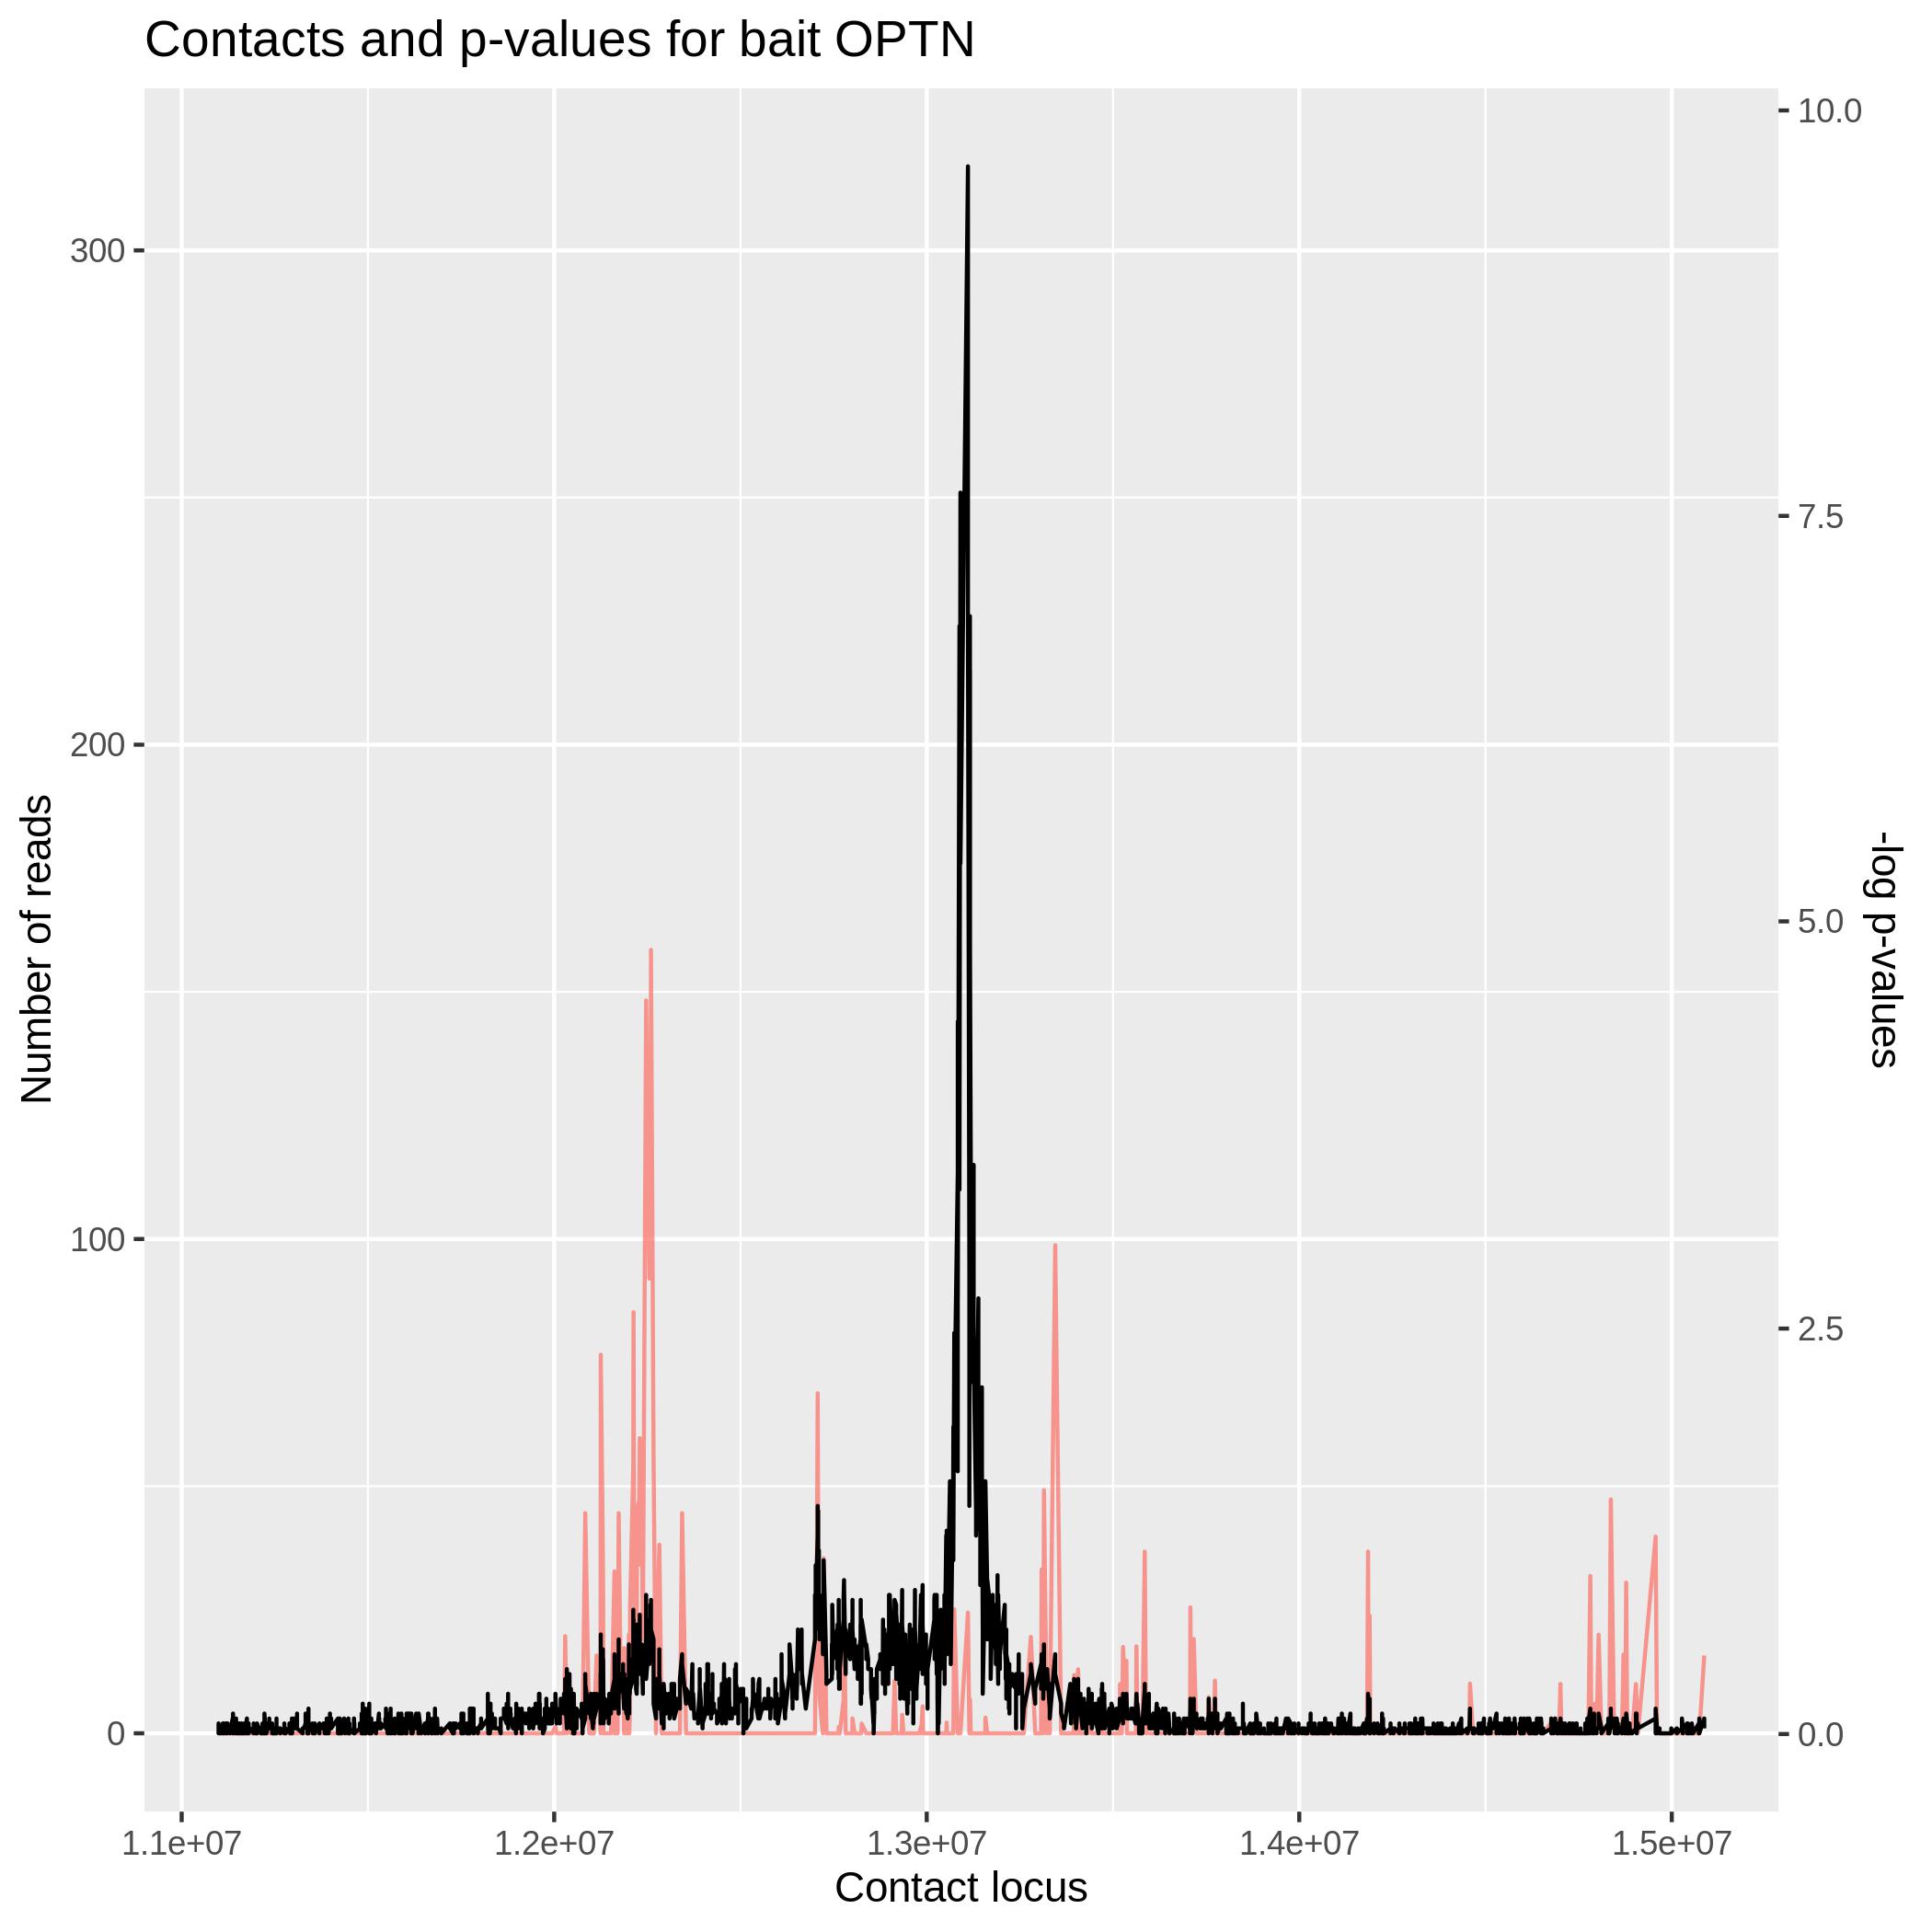 Contacts and p-values for bait OPTN
Number of reads
300
200
100
0
10.0
7.5
5.0
2.5
0.0
-log p-values
1.1e+07
1.2e+07
1.3e+07
1.4e+07
1.5e+07
Contact locus